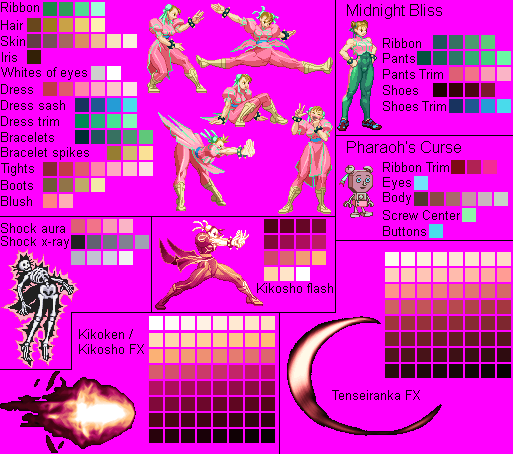 Ribbon
Hair
Skin
Iris
Whites of eyes
Dress
Dress sash
Dress trim
Bracelets
Bracelet spikes
Tights
Boots
Blush
Midnight Bliss
Ribbon
Pants
Pants Trim
Shoes
Shoes Trim
Pharaoh's Curse
Ribbon Trim
Eyes
Body
Screw Center
Buttons
Shock aura
Shock x-ray
Kikosho flash
Kikoken /
Kikosho FX
Tenseiranka FX